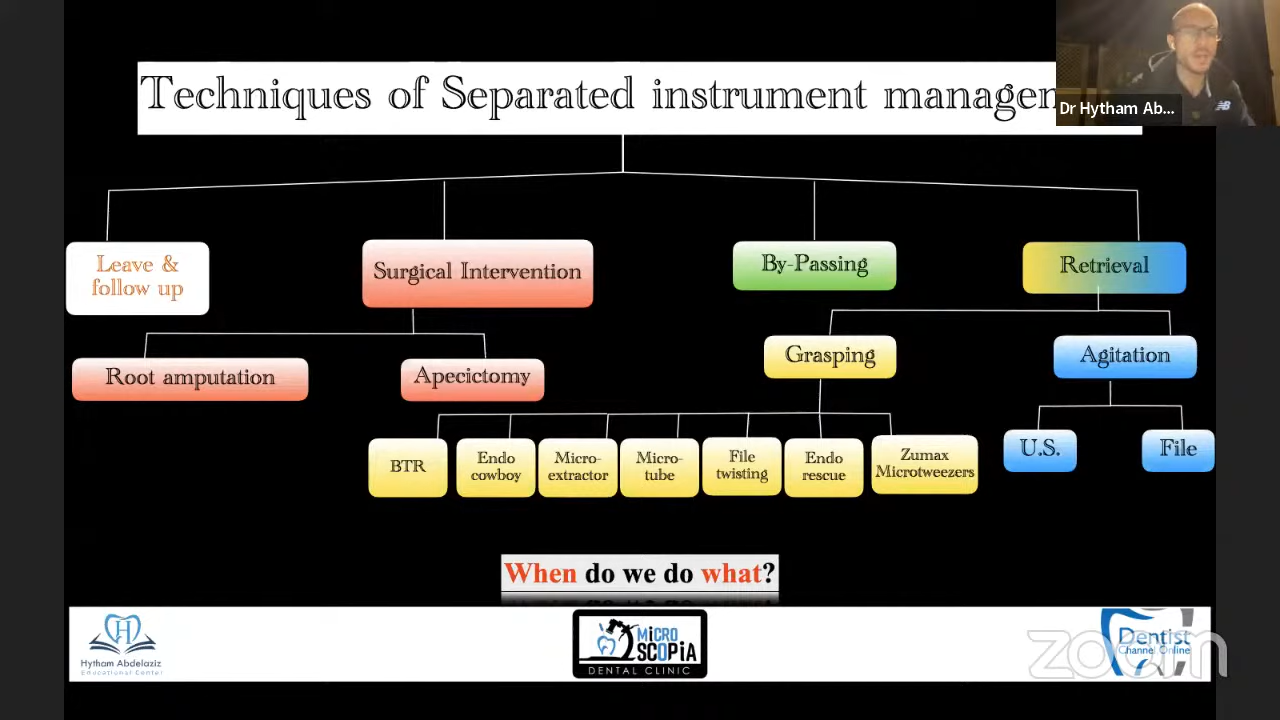 Techniques of Separated instrument managem
Dr Hytham Ab...
Leave &
follow up
Surgical Intervention
By-Passing
Retrieval
Root amputation
Apecictomy
Grasping
Agitation
BTR
Endo
cowboy
Micro-
extractor
Micro-
tube
File
twisting
Endo
rescue
Zumax
Microtweezers
U.S.
File
When do we do what?
Hytham Abdelaziz
Educational Center
MiCRO
SCOPiA
DENTAL CLINIC
Dentist
Channel Online
zoom